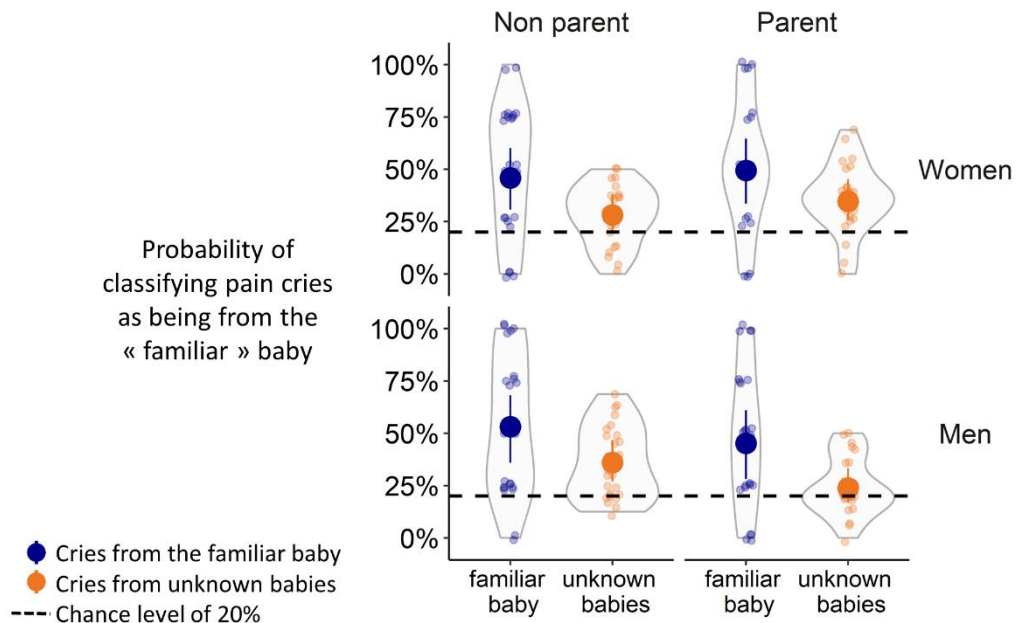 Non parent
Parent
100%
75%
50%
25%
0%
Women
Probability of
classifying pain cries
as being from the
« familiar » baby
100%
75%
50%
25%
0%
Men
familiar
baby
unknown
babies
familiar
baby
unknown
babies
Cries from the familiar baby
Cries from unknown babies
Chance level of 20%